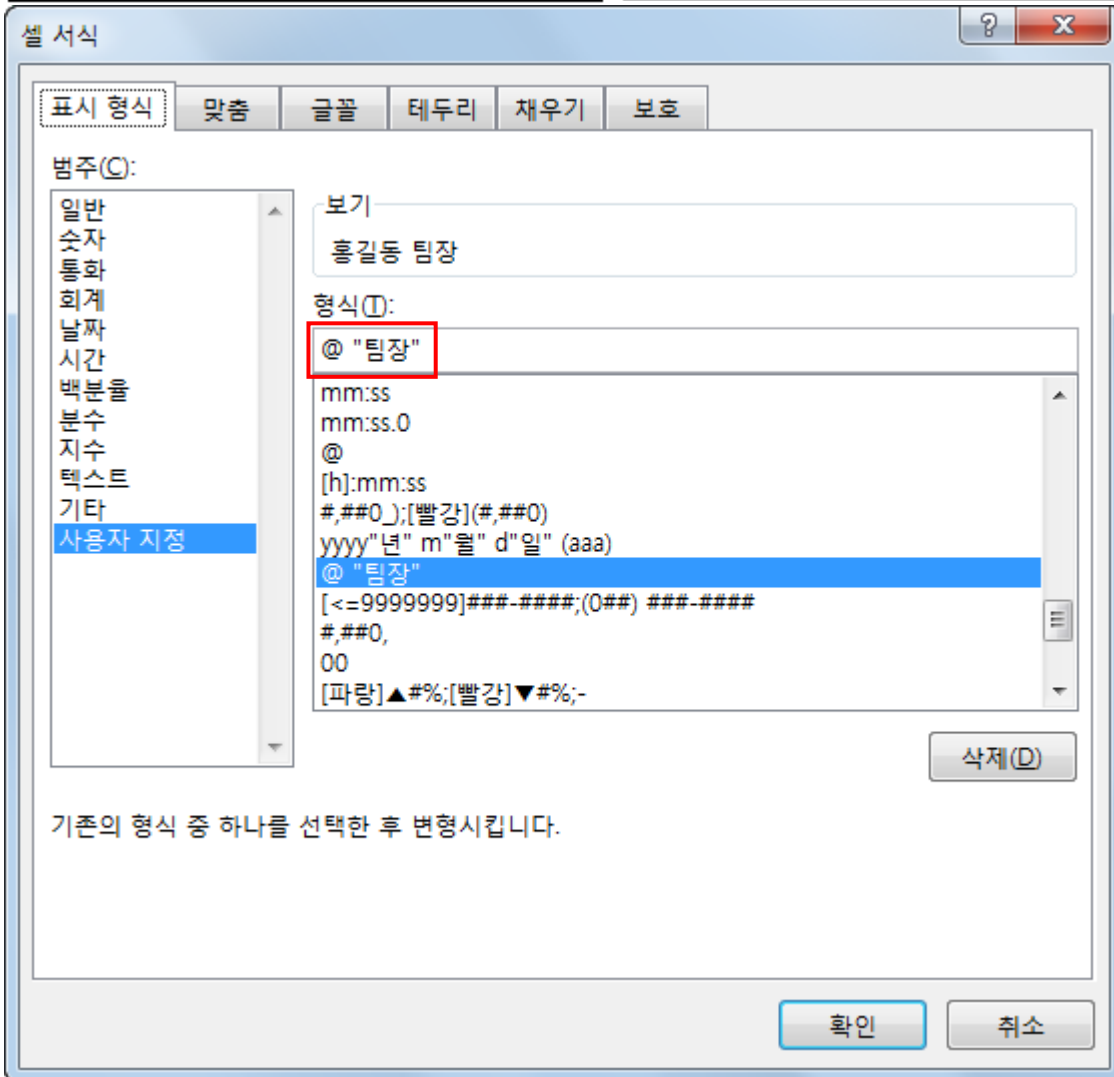 셀 서식
표시 형식 맞춤 글꼴 테두리 채우기 보호
범주(C):
일반
숫자
통화
회계
날짜
시간
백분율
분수
지수
텍스트
기타
사용자 지정
보기
홍길동 팀장
형식(T):
@ "팀장"
mm:ss
mm:ss.0
@
[h]:mm:ss
#,##0_);[빨강](#,##0)
yyyy"년" m"월" d"일" (aaa)
@ "팀장"
[<=9999999]###-####;(0##) ###-####
#,##0,
00
[파랑]▲#%;[빨강]▼#%;-
삭제(D)
기존의 형식 중 하나를 선택한 후 변형시킵니다.
확인 취소